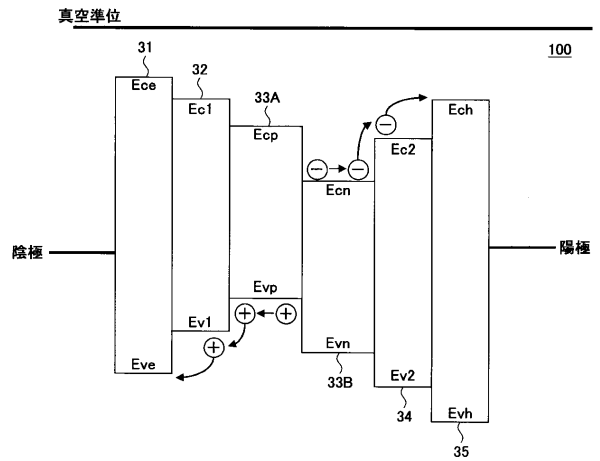 真空準位
100
31
Ece
32
Ec1
33A
Ecp
Ecn
Ec2
Ech
陰極
陽極
Evp
Ev1
Eve
Evn
33B
Ev2
34
Evh
35